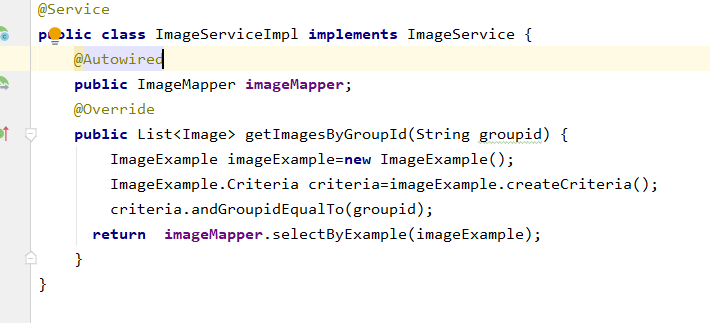 @Service
public class ImageServiceImpl implements ImageService {
    @Autowired
    public ImageMapper imageMapper;
    @Override
    public List<Image> getImagesByGroupId(String groupid) {
        ImageExample imageExample=new ImageExample();
        ImageExample.Criteria criteria=imageExample.createCriteria();
        criteria.andGroupidEqualTo(groupid);
      return  imageMapper.selectByExample(imageExample);
    }
}